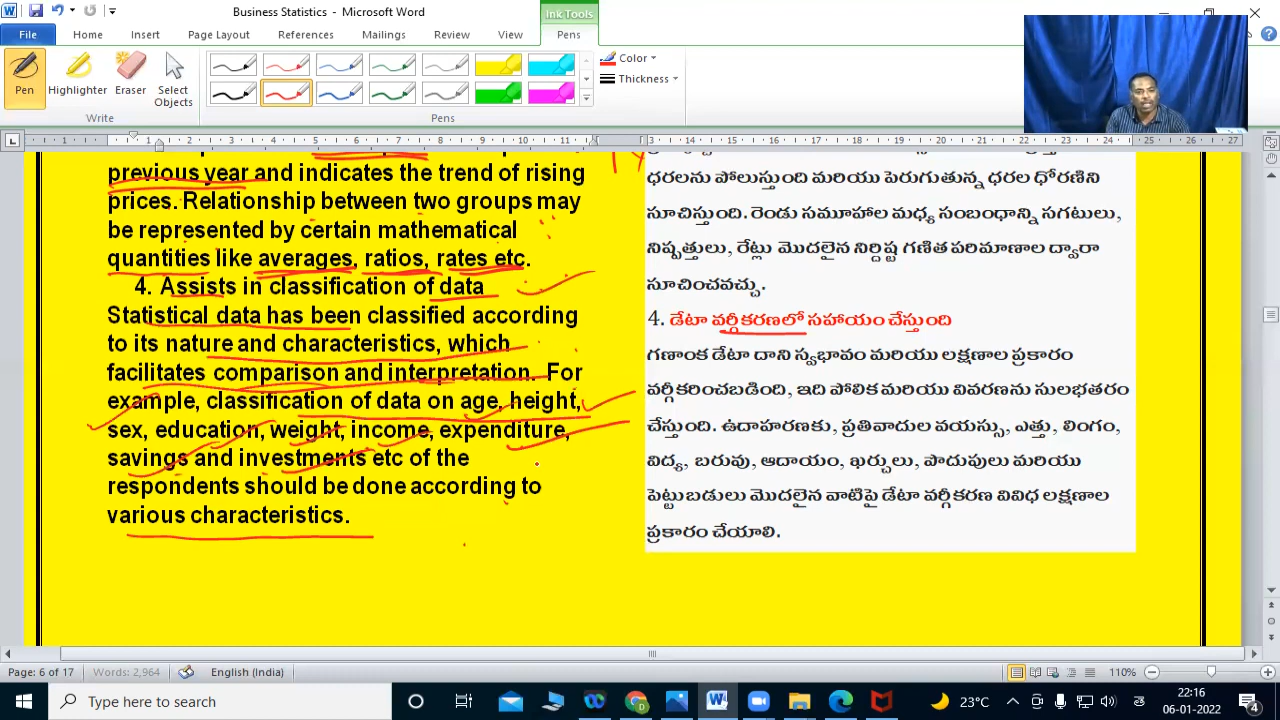 Business Statistics - Microsoft Word
Ink Tools
File Home Insert Page Layout References Mailings Review View Pens
Pen Highlighter Eraser Select Objects
Color
Thickness
Write
Pens
previous year and indicates the trend of rising
prices. Relationship between two groups may
be represented by certain mathematical
quantities like averages, ratios, rates etc.
4. Assists in classification of data
Statistical data has been classified according
to its nature and characteristics, which
facilitates comparison and interpretation. For
example, classification of data on age, height,
sex, education, weight, income, expenditure,
savings and investments etc of the
respondents should be done according to
various characteristics.
ధరలను పోలుస్తుంది మరియు పెరుగుతున్న ధరల ధోరణిని
సూచిస్తుంది. రెండు సమూహాల మధ్య సంబంధాన్ని సగటులు,
నిష్పత్తులు, రేట్లు మొదలైన నిర్దిష్ట గణిత పరిమాణాల ద్వారా
సూచించవచ్చు.
4. డేటా వర్గీకరణలో సహాయం చేస్తుంది
గణాంక డేటా దాని స్వభావం మరియు లక్షణాల ప్రకారం
వర్గీకరించబడింది, ఇది పోలిక మరియు వివరణను సులభతరం
చేస్తుంది. ఉదాహరణకు, ప్రతివాదుల వయస్సు, ఎత్తు, లింగం,
విద్య, బరువు, ఆదాయం, ఖర్చులు, పొదుపులు మరియు
పెట్టుబడులు మొదలైన వాటిపై డేటా వర్గీకరణ వివిధ లక్షణాల
ప్రకారం చేయాలి.
Page: 6 of 17 Words: 2,964 English (India) 110%
Type here to search
23°C
22:16
06-01-2022
4